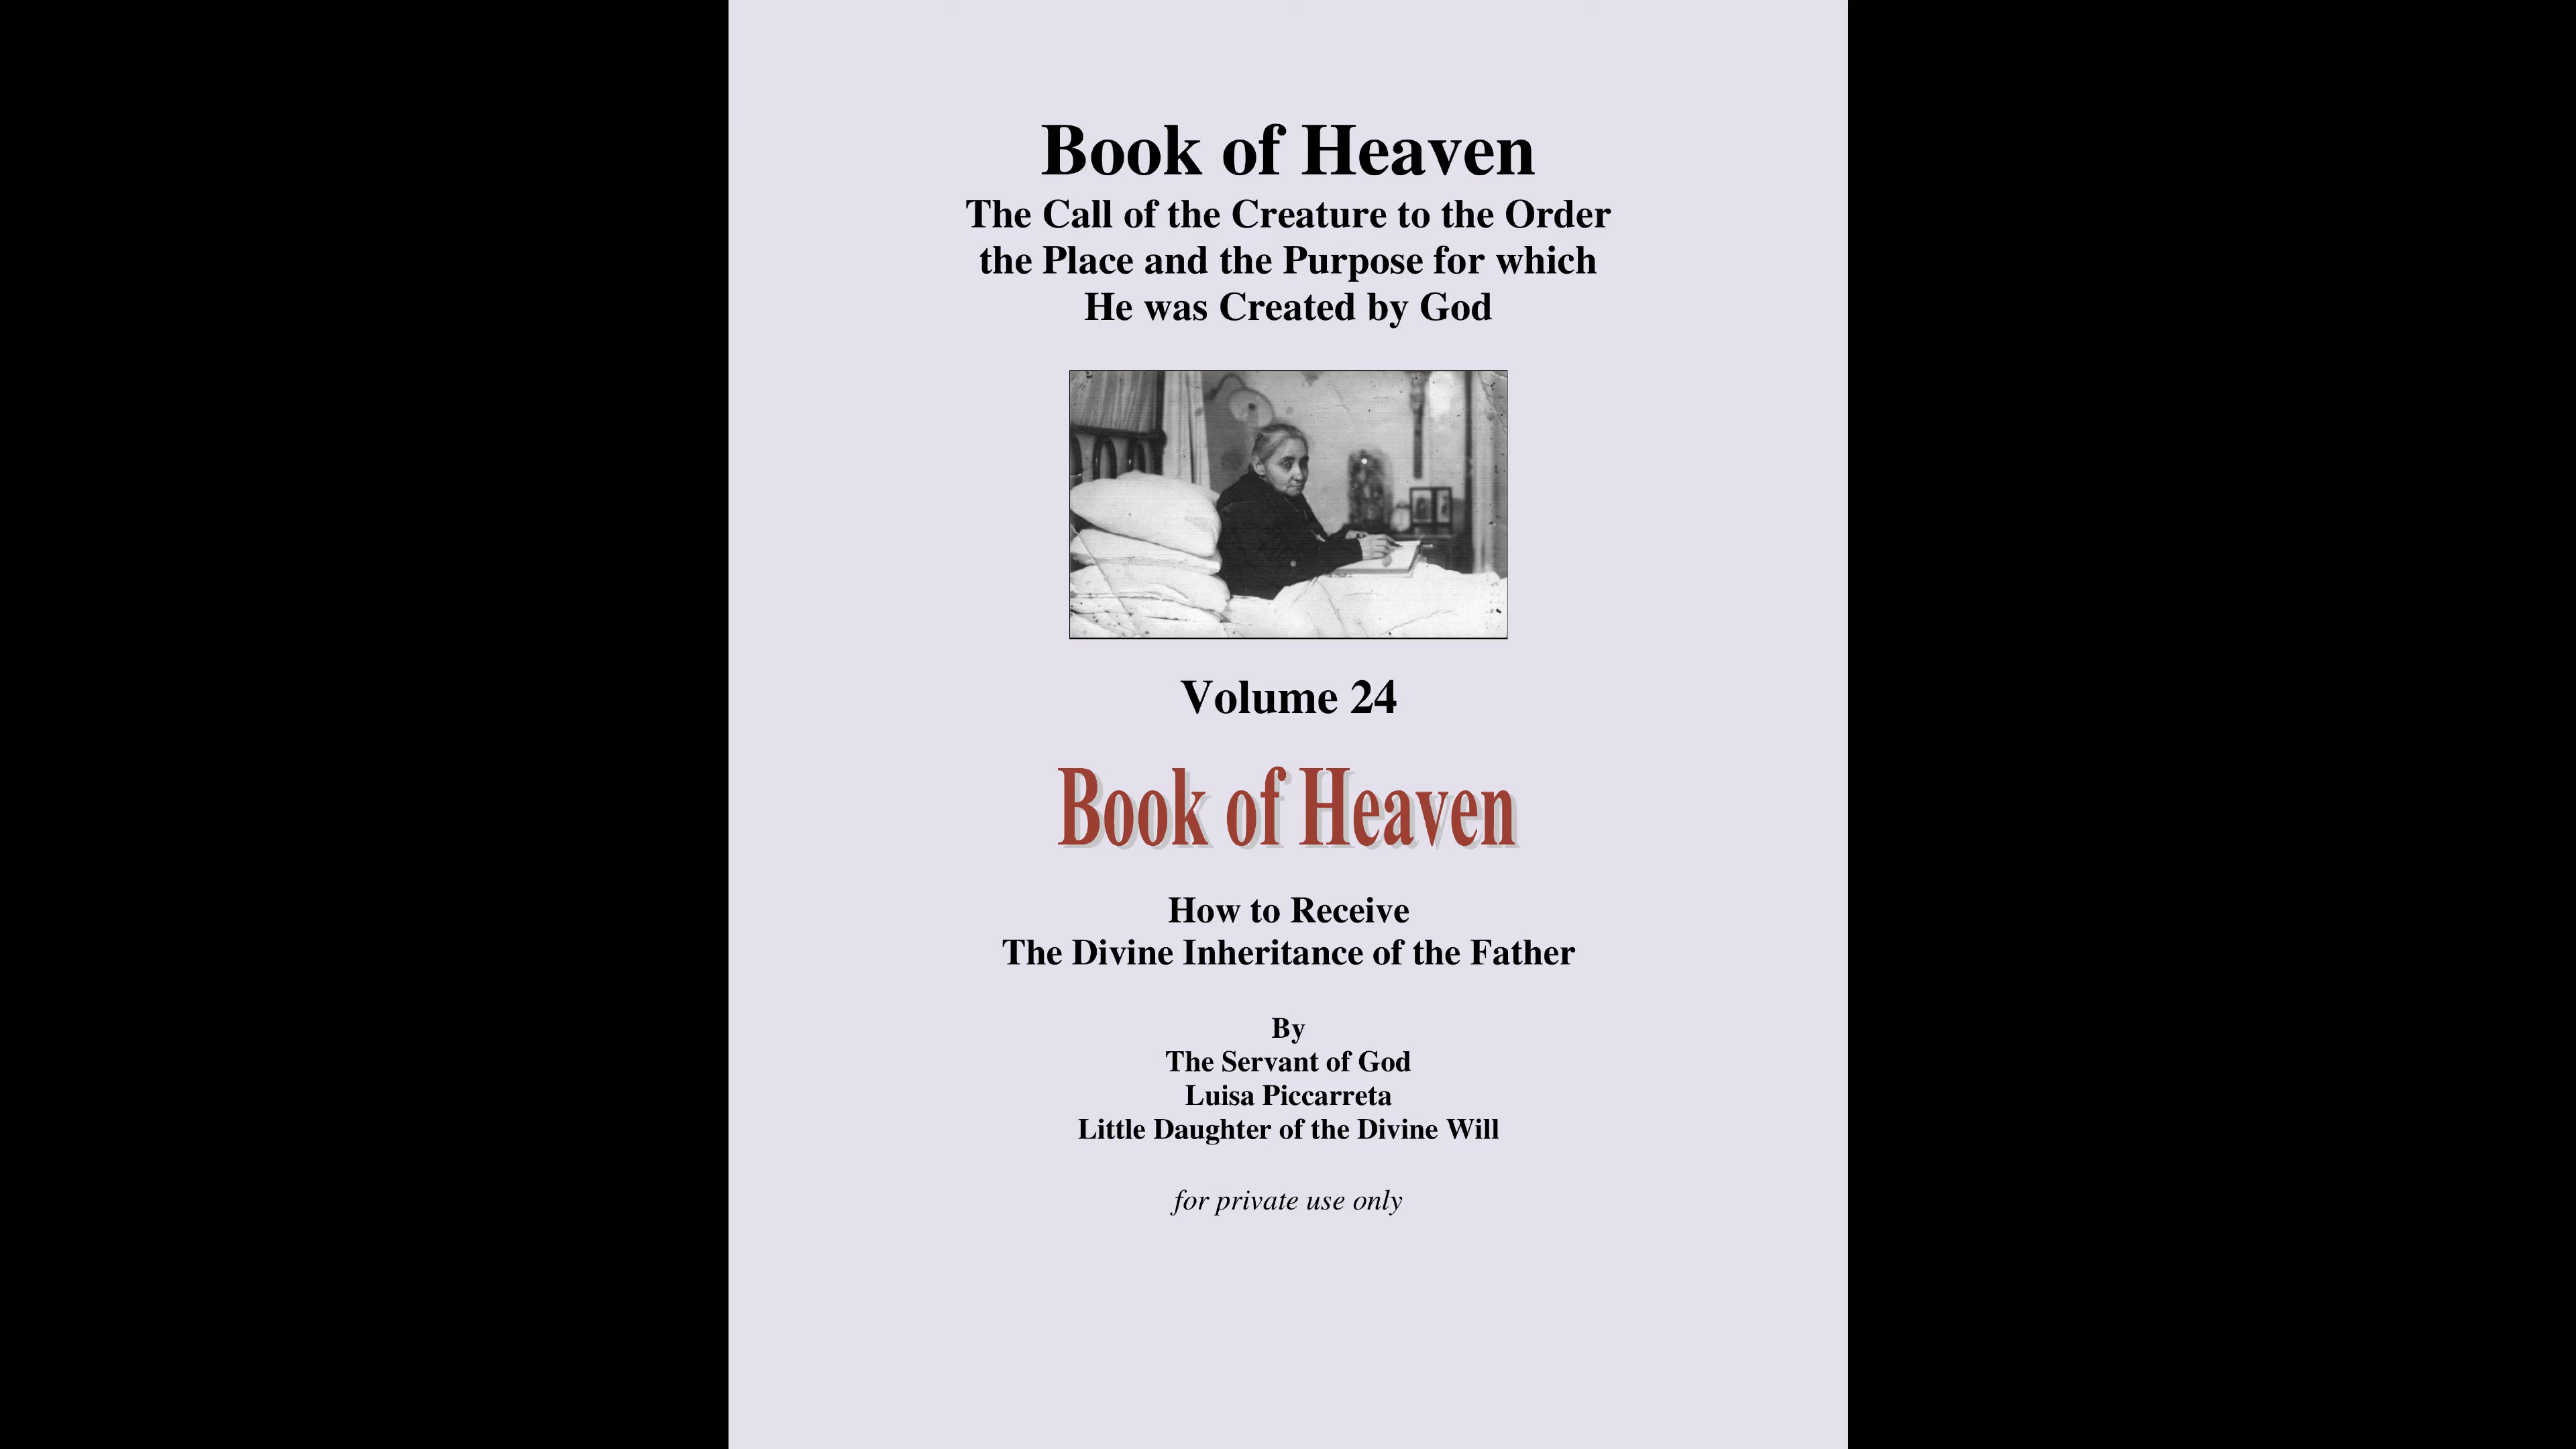 Book of Heaven
The Call of the Creature to the Order
the Place and the Purpose for which
He was Created by God
Volume 24
Book of Heaven
How to Receive
The Divine Inheritance of the Father
By
The Servant of God
Luisa Piccarreta
Little Daughter of the Divine Will
for private use only